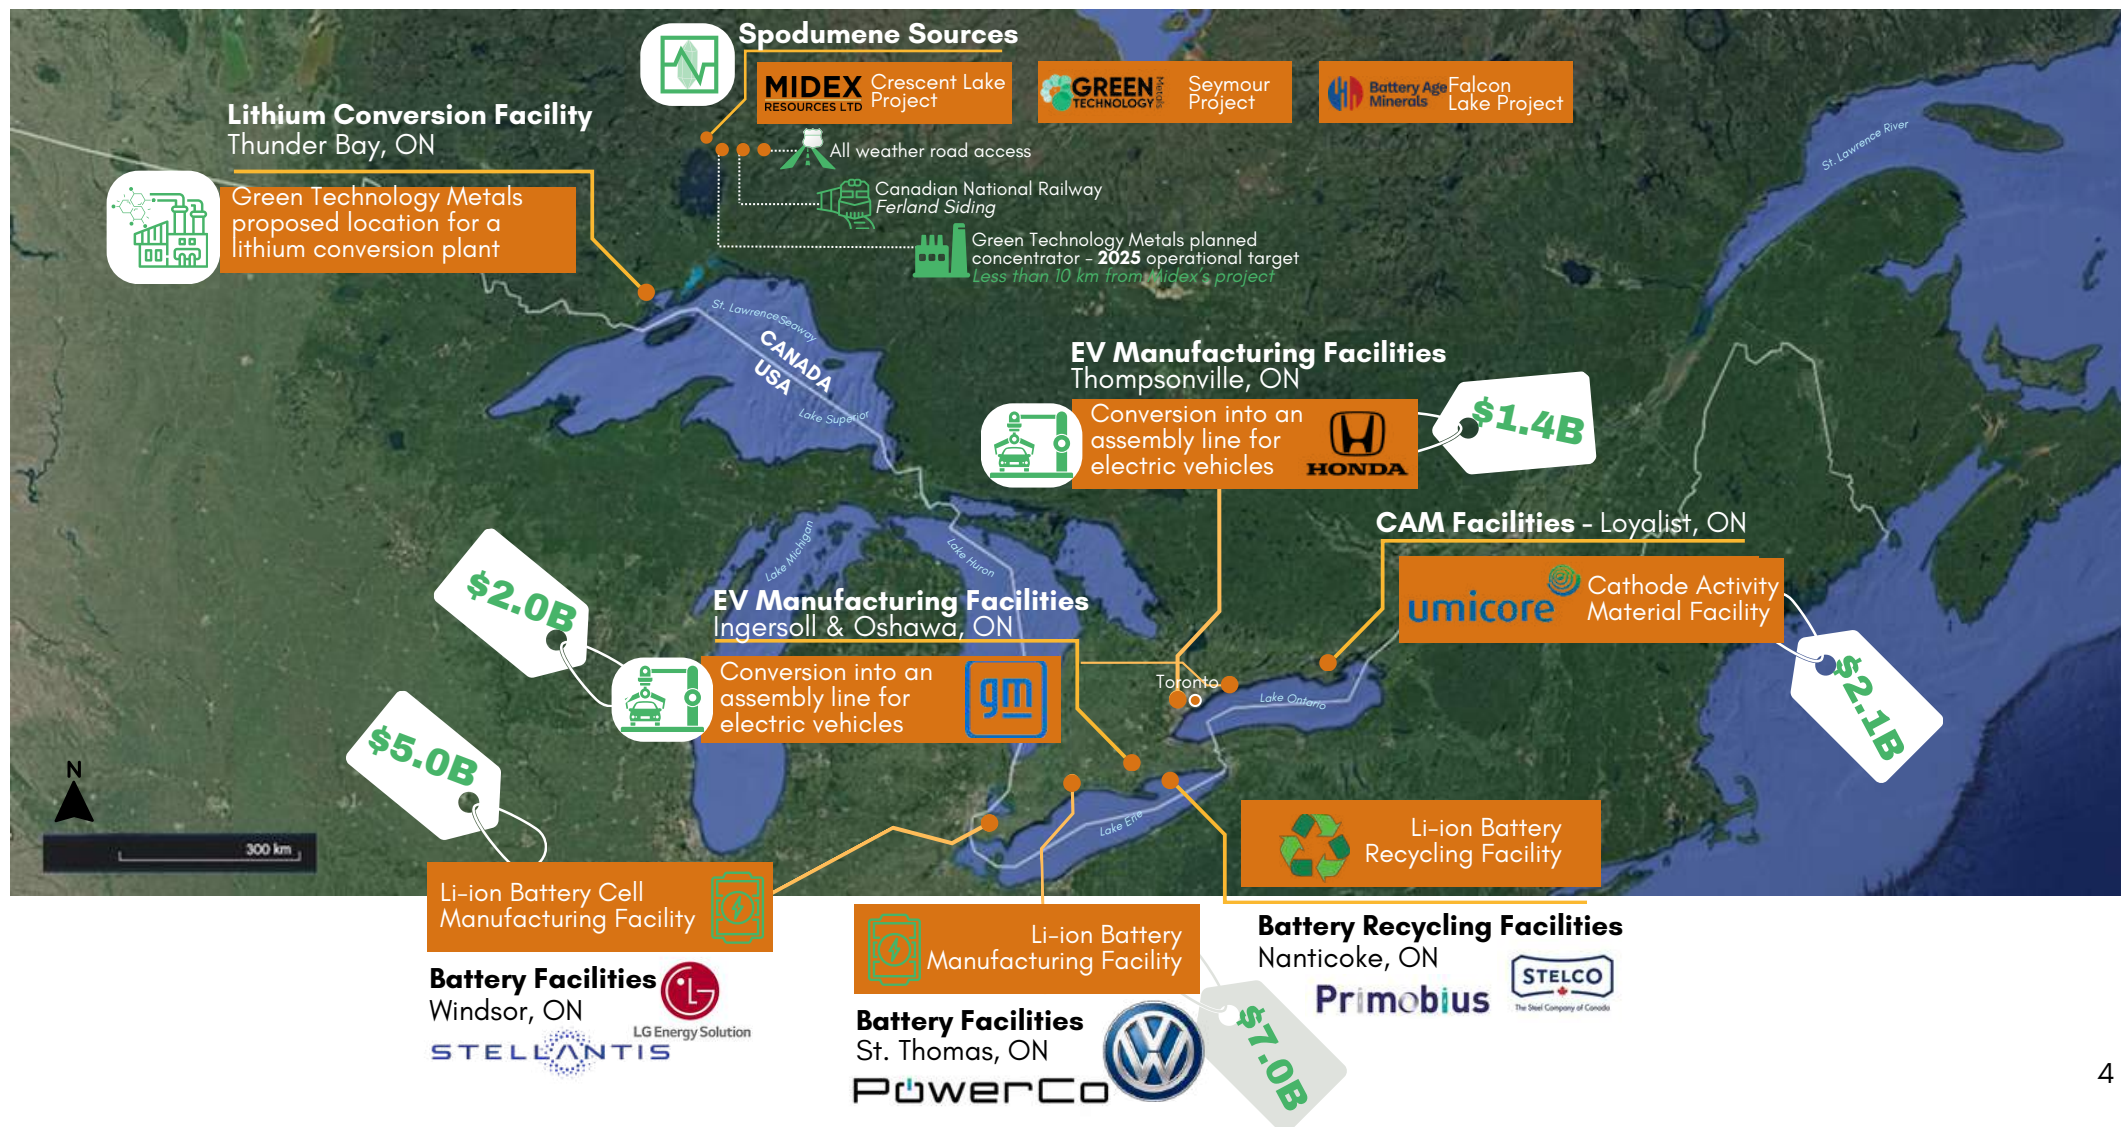 Spodumene Sources
MIDEX
RESOURCES LTD
Crescent Lake
Project
GREEN
TECHNOLOGY
Metals
Seymour
Project
Battery Age
Minerals
Falcon
Lake Project
Lithium Conversion Facility
Thunder Bay, ON
Green Technology Metals
proposed location for a
lithium conversion plant
All weather road access
Canadian National Railway
Ferland Siding
Green Technology Metals planned
concentrator - 2025 operational target
Less than 10 km from Midex's project
St. Lawrence River
St. Lawrence Seaway
CANADA
USA
Lake Superior
EV Manufacturing Facilities
Thompsonville, ON
Conversion into an
assembly line for
electric vehicles
HONDA
$1.4B
CAM Facilities - Loyalist, ON
umicore
Cathode Activity
Material Facility
$2.1B
Lake Michigan
Lake Huron
$2.0B
EV Manufacturing Facilities
Ingersoll & Oshawa, ON
Conversion into an
assembly line for
electric vehicles
gm
Toronto
Lake Ontario
$5.0B
N
300 km
Lake Erie
Li-ion Battery Cell
Manufacturing Facility
Battery Facilities
Windsor, ON
LG Energy Solution
STELLANTIS
Li-ion Battery
Manufacturing Facility
Battery Facilities
St. Thomas, ON
PowerCo
$7.0B
Li-ion Battery
Recycling Facility
Battery Recycling Facilities
Nanticoke, ON
Primobius
STELCO
The Steel Company of Canada
4